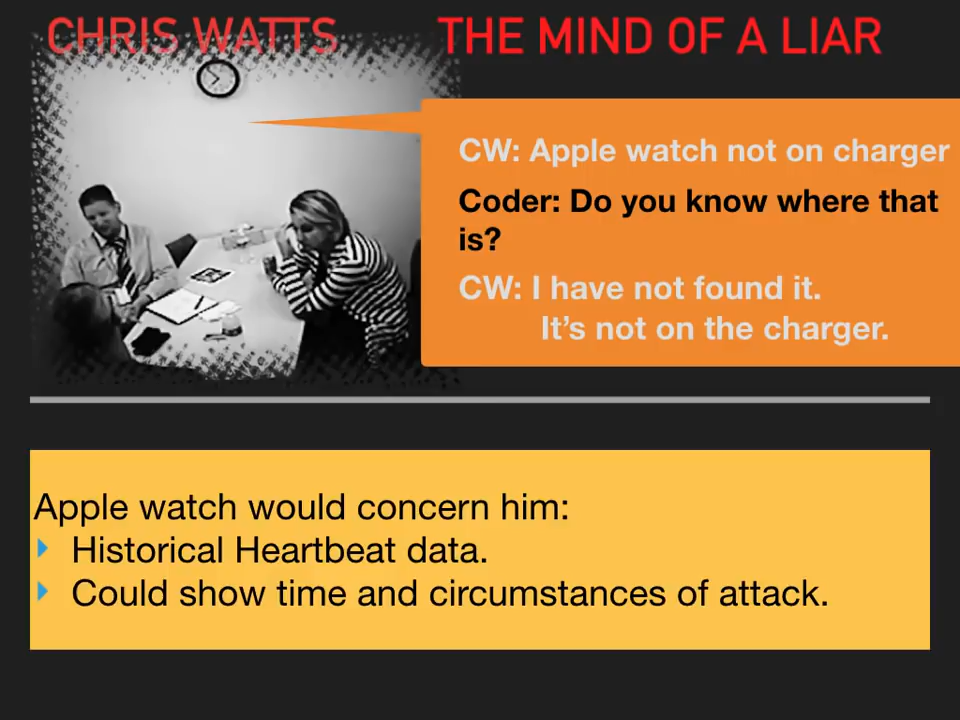 CHRIS WATTS THE MIND OF A LIAR
CW: Apple watch not on charger
Coder: Do you know where that
is?
CW: I have not found it.
It’s not on the charger.
Apple watch would concern him:
Historical Heartbeat data.
Could show time and circumstances of attack.